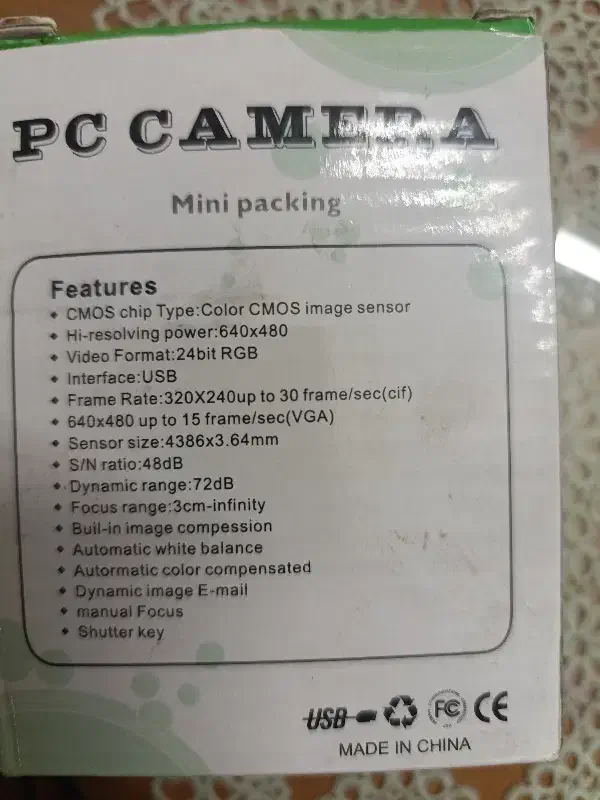 PC CAMERA
Mini packing
Features
• CMOS chip Type:Color CMOS image sensor
• Hi-resolving power:640x480
• Video Format:24bit RGB
• Interface:USB
• Frame Rate:320X240up to 30 frame/sec(cif)
• 640x480 up to 15 frame/sec(VGA)
• Sensor size:4386x3.64mm
• S/N ratio:48dB
• Dynamic range:72dB
• Focus range:3cm-infinity
• Buil-in image compession
• Automatic white balance
• Autormatic color compensated
• Dynamic image E-mail
• manual Focus
• Shutter key
USB FC CE
MADE IN CHINA